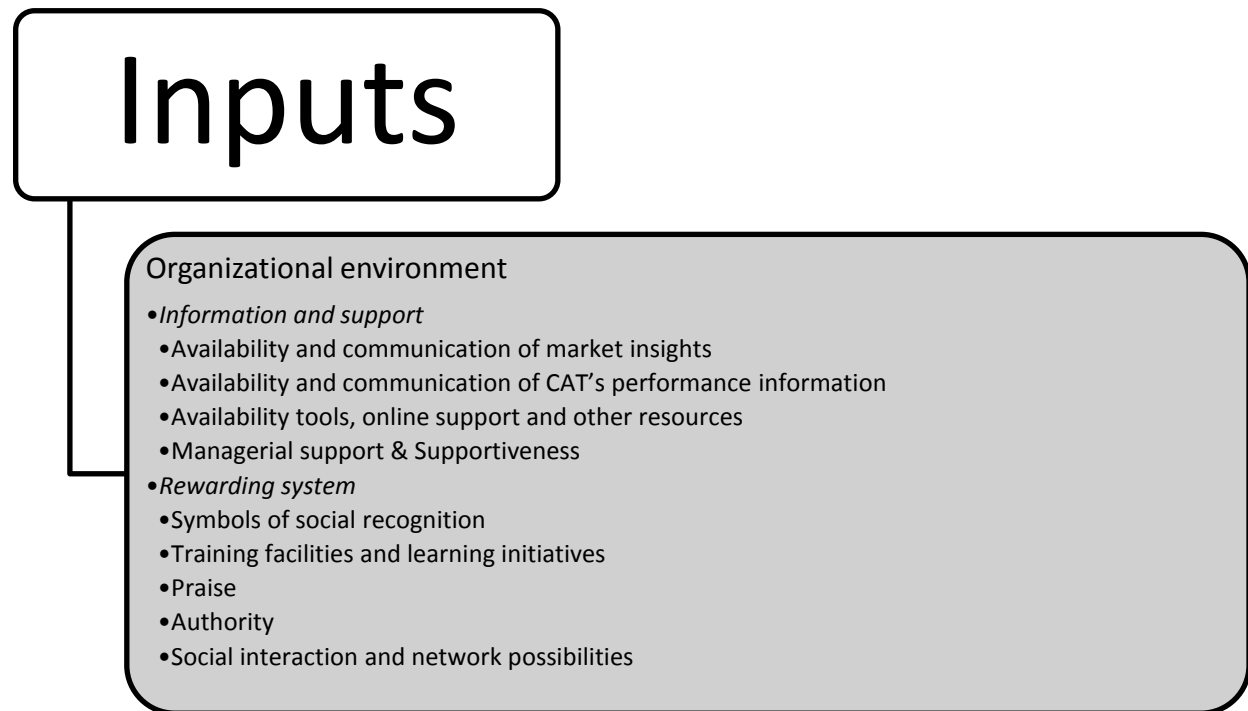 Inputs
Organizational environment
•Information and support
•Availability and communication of market insights
•Availability and communication of CAT’s performance information
•Availability tools, online support and other resources
•Managerial support & Supportiveness
•Rewarding system
•Symbols of social recognition
•Training facilities and learning initiatives
•Praise
•Authority
•Social interaction and network possibilities